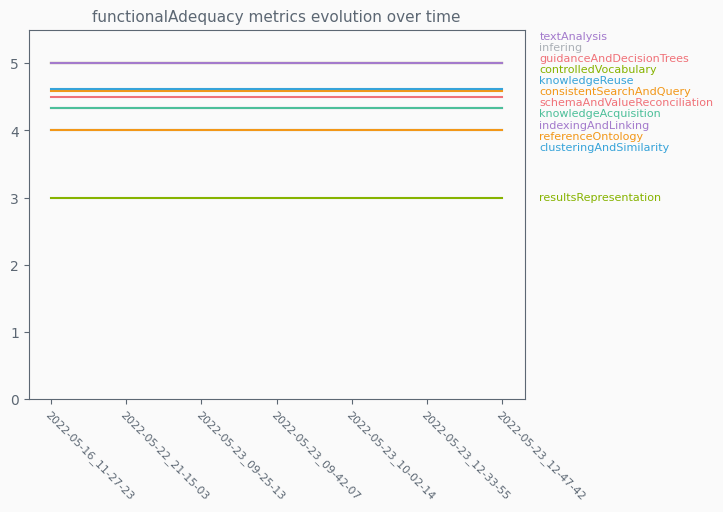 functionalAdequacy metrics evolution over time
textAnalysis
infering
guidanceAndDecisionTrees
controlledVocabulary
knowledgeReuse
consistentSearchAndQuery
schemaAndValueReconciliation
knowledgeAcquisition
indexingAndLinking
referenceOntology
clusteringAndSimilarity
resultsRepresentation
5
4
3
2
1
0
2022-05-16_11-27-23
2022-05-22_21-15-03
2022-05-23_09-25-13
2022-05-23_09-42-07
2022-05-23_10-02-14
2022-05-23_12-33-55
2022-05-23_12-47-42